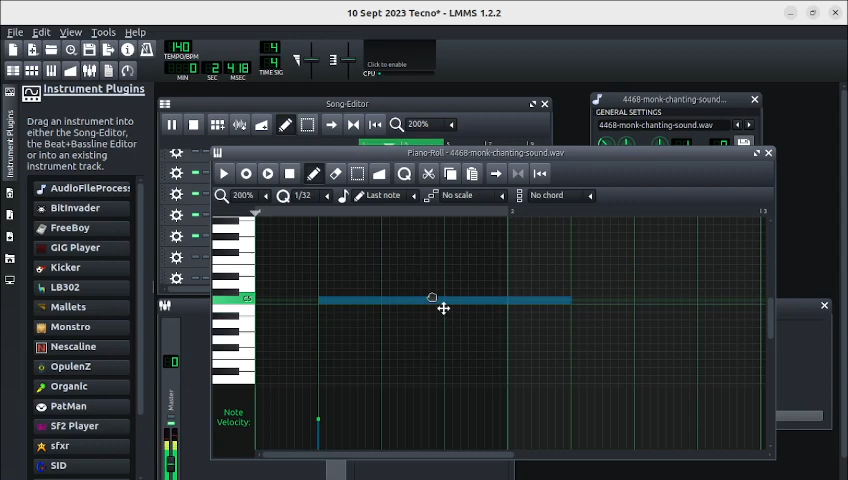 10 Sept 2023 Tecno* - LMMS 1.2.2
File Edit View Tools Help
140
TEMPO/BPM
0 2 418
MIN SEC MSEC
4
4
TIME SIG
Click to enable
CPU
Instrument Plugins
Instrument Plugins
Drag an instrument into
either the Song-Editor,
the Beat+Bassline Editor
or into an existing
instrument track.
AudioFileProcess
BitInvader
FreeBoy
GIG Player
Kicker
LB302
Mallets
Monstro
Nescaline
OpulenZ
Organic
PatMan
Sf2 Player
sfxr
SID
Song-Editor
200%
5
9
4468-monk-chanting-sound...
GENERAL SETTINGS
4468-monk-chanting-sound.wav
Piano-Roll - 4468-monk-chanting-sound.wav
200% 1/32 Last note No scale No chord
2 3
C5
Note
Velocity:
0
Master